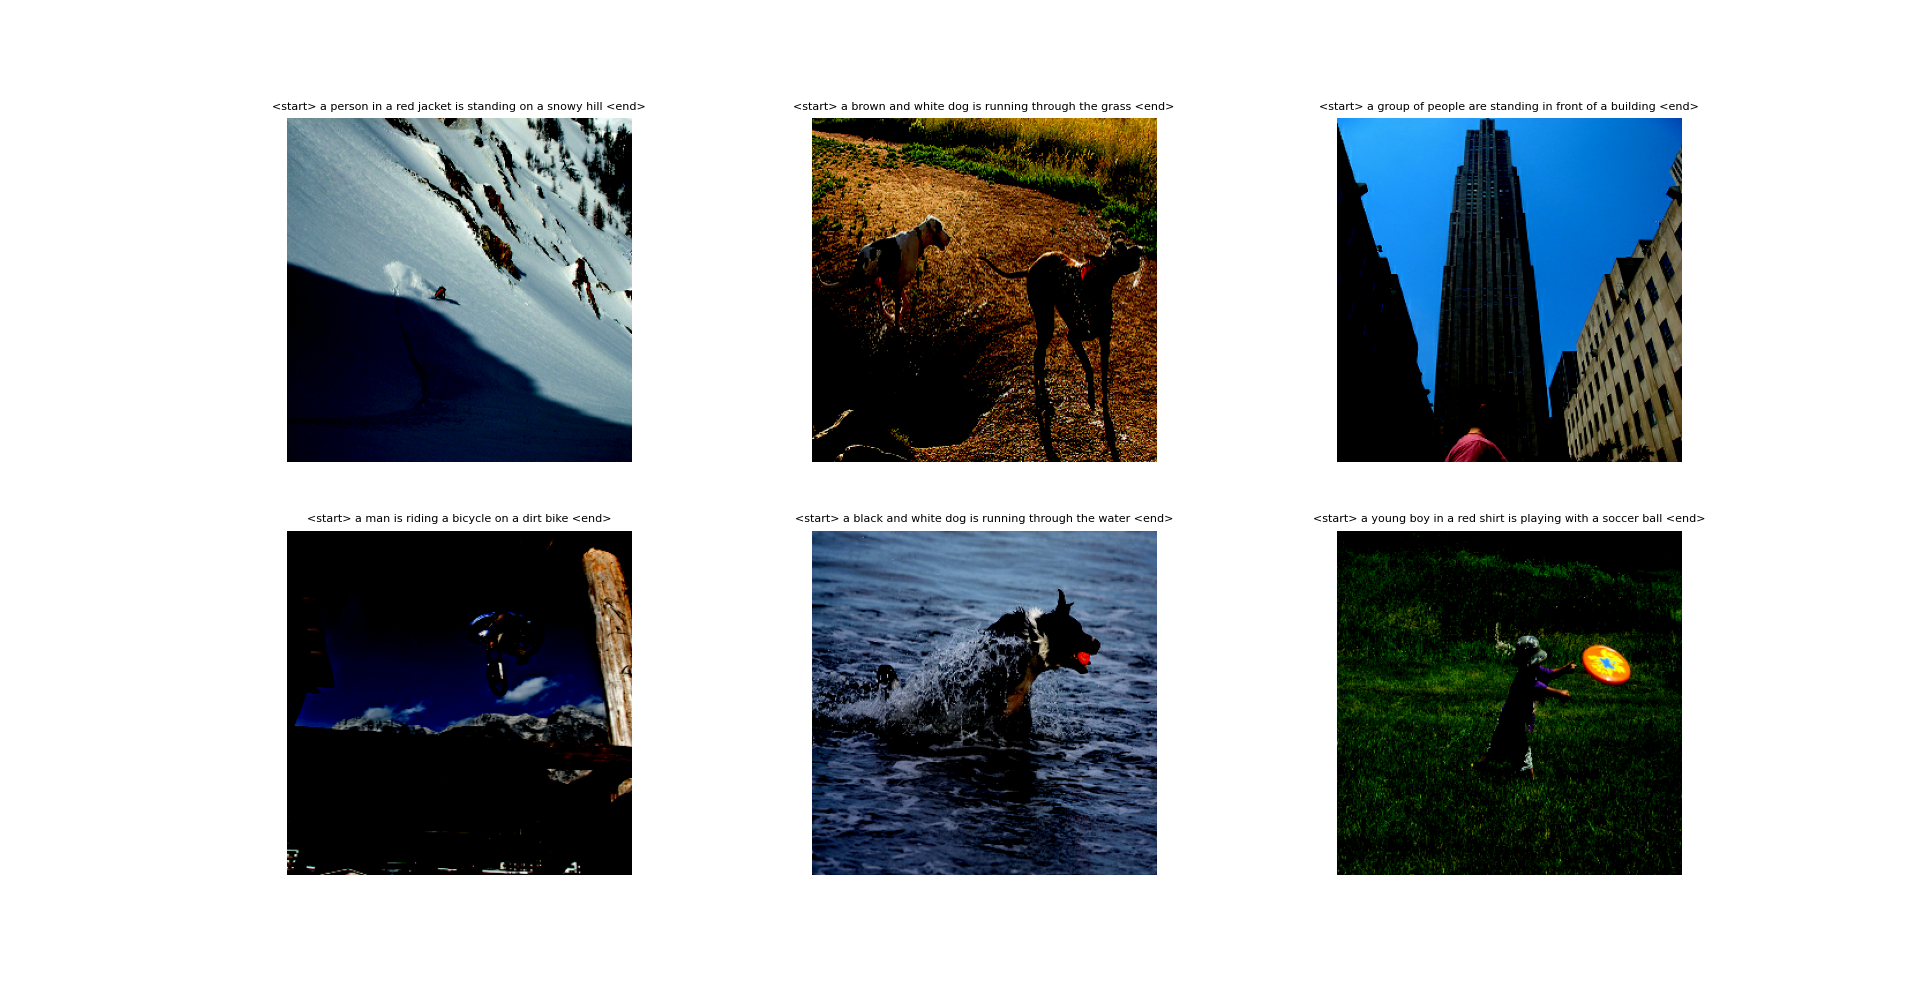 <start> a person in a red jacket is standing on a snowy hill <end>
<start> a brown and white dog is running through the grass <end>
<start> a group of people are standing in front of a building <end>
<start> a man is riding a bicycle on a dirt bike <end>
<start> a black and white dog is running through the water <end>
<start> a young boy in a red shirt is playing with a soccer ball <end>